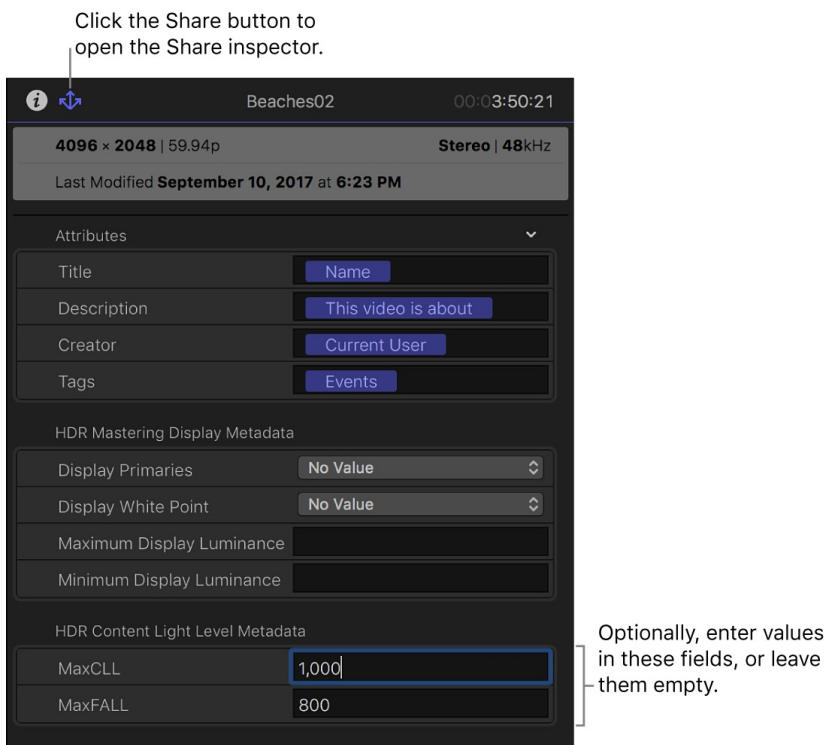 Click the Share button to
open the Share inspector.
Beaches02 00:03:50:21
4096 × 2048 | 59.94p Stereo | 48kHz
Last Modified September 10, 2017 at 6:23 PM
Attributes
Title Name
Description This video is about
Creator Current User
Tags Events
HDR Mastering Display Metadata
Display Primaries No Value
Display White Point No Value
Maximum Display Luminance
Minimum Display Luminance
HDR Content Light Level Metadata
MaxCLL 1,000
MaxFALL 800
Optionally, enter values
in these fields, or leave
them empty.